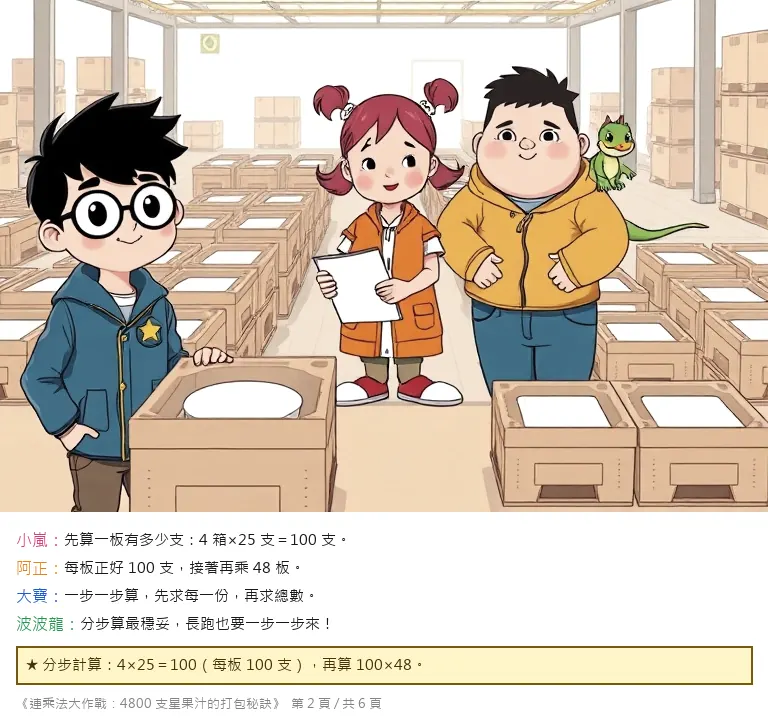 小嵐：先算一板有多少支：4 箱×25 支＝100 支。
阿正：每板正好 100 支，接著再乘 48 板。
大寶：一步一步算，先求每一份，再求總數。
波波龍：分步算最穩妥，長跑也要一步一步來！
★ 分步計算：4×25＝100（每板 100 支），再算 100×48。
《連乘法大作戰：4800 支星果汁的打包秘訣》 第 2 頁 / 共 6 頁